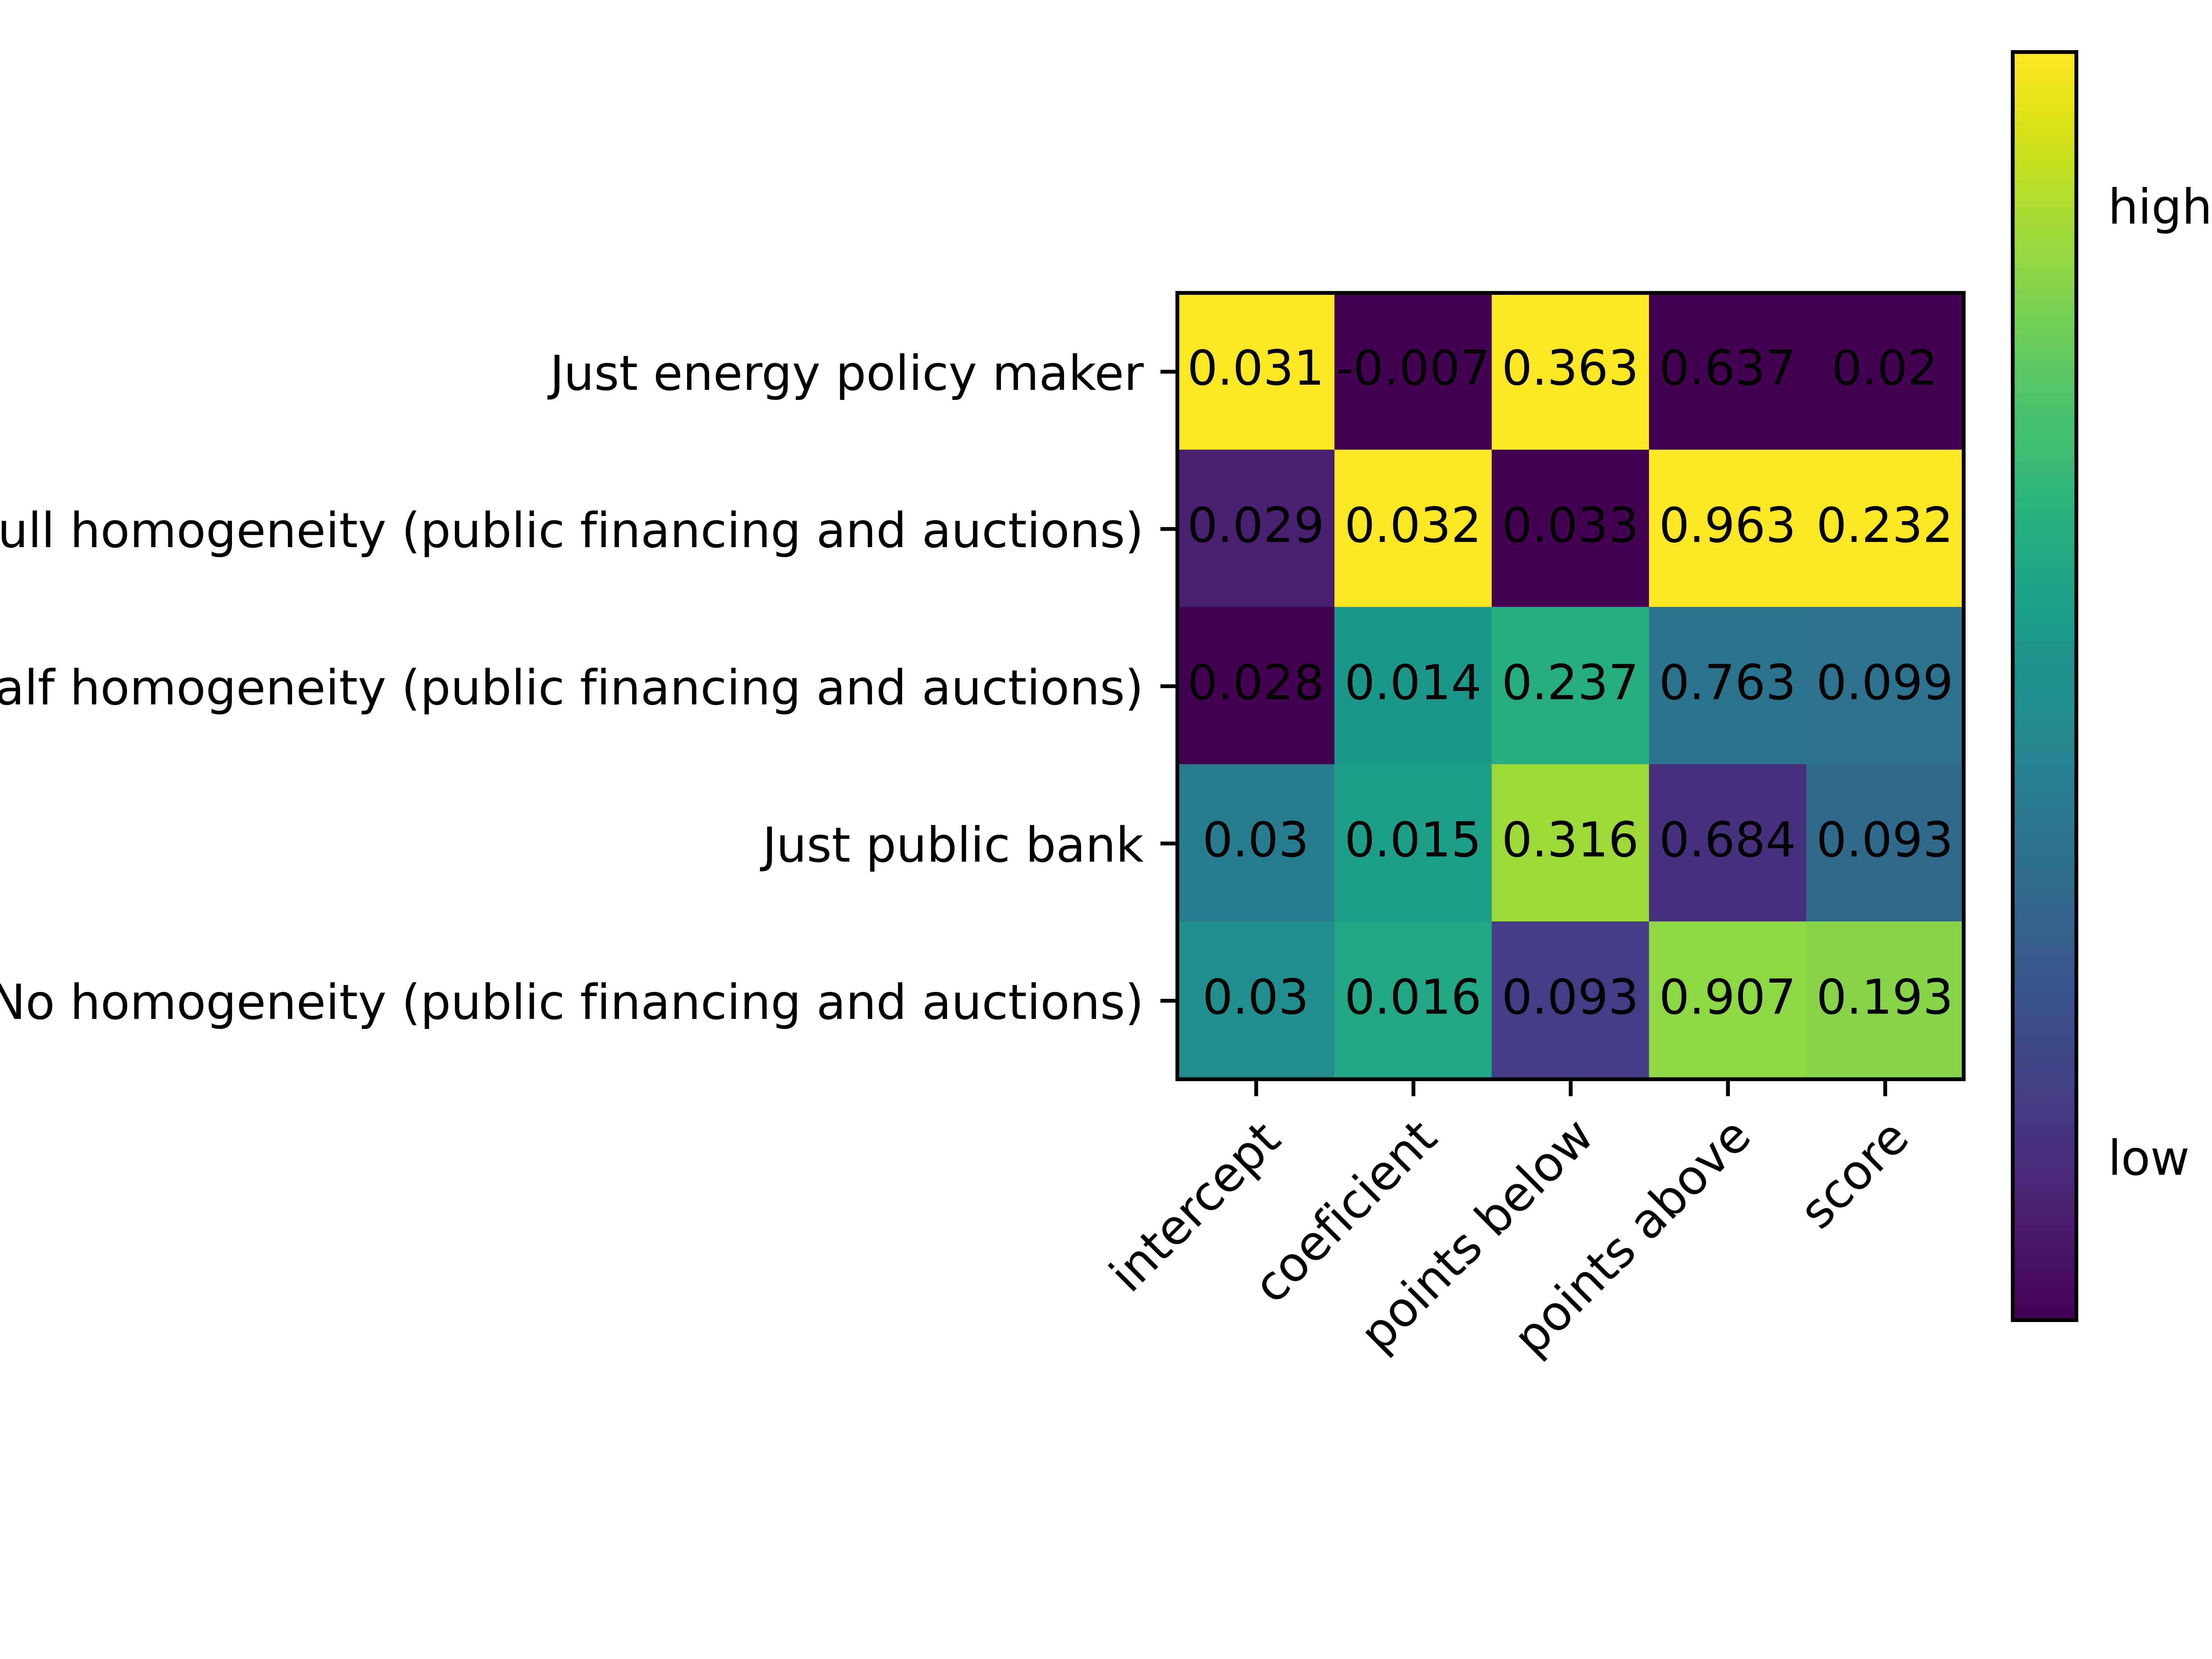 high
Just energy policy maker 0.031 -0.007 0.363 0.637 0.02
ull homogeneity (public financing and auctions) 0.029 0.032 0.033 0.963 0.232
alf homogeneity (public financing and auctions) 0.028 0.014 0.237 0.763 0.099
Just public bank 0.03 0.015 0.316 0.684 0.093
No homogeneity (public financing and auctions) 0.03 0.016 0.093 0.907 0.193
intercept
coeficient
points below
points above
score
low